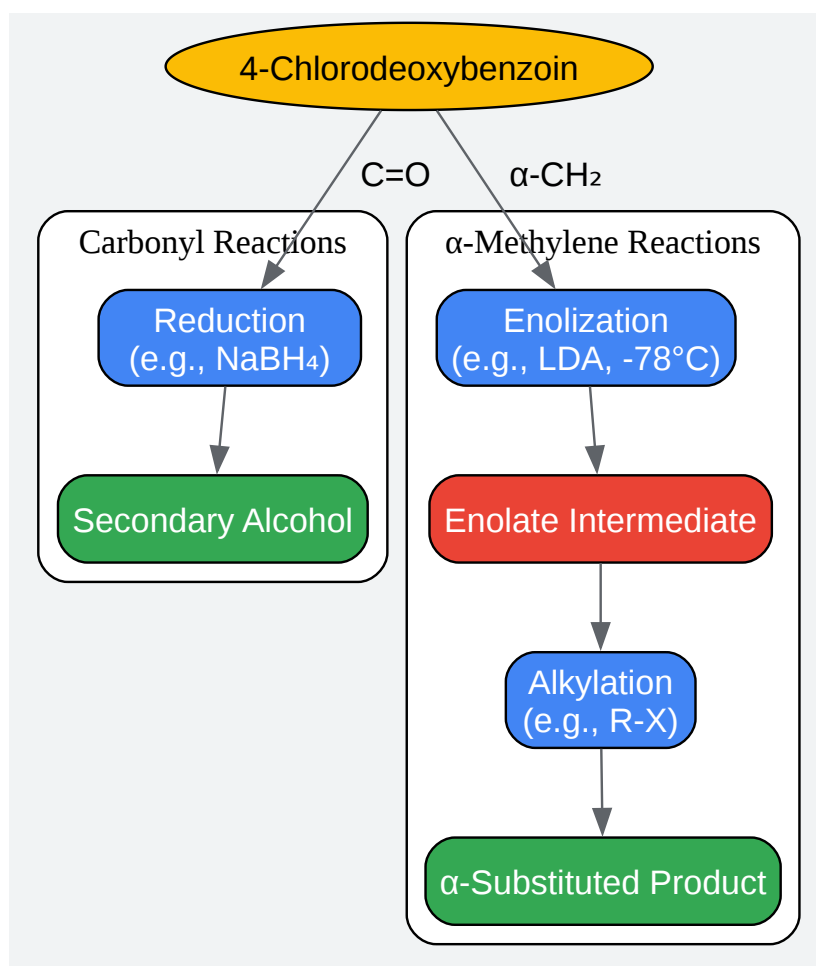 4-Chlorodeoxybenzoin
C=O
α-CH₂
Carbonyl Reactions
α-Methylene Reactions
Reduction
(e.g., NaBH₄)
Enolization
(e.g., LDA, -78°C)
Secondary Alcohol
Enolate Intermediate
Alkylation
(e.g., R-X)
α-Substituted Product